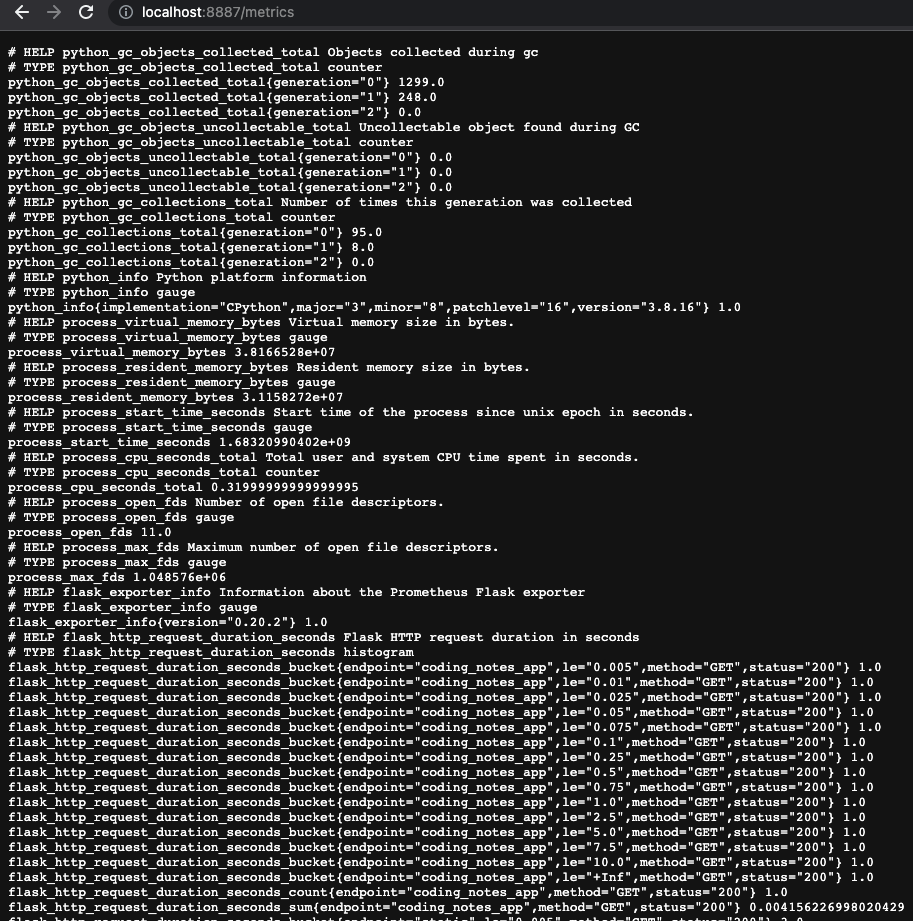 localhost:8887/metrics
# HELP python_gc_objects_collected_total Objects collected during gc
# TYPE python_gc_objects_collected_total counter
python_gc_objects_collected_total{generation="0"} 1299.0
python_gc_objects_collected_total{generation="1"} 248.0
python_gc_objects_collected_total{generation="2"} 0.0
# HELP python_gc_objects_uncollectable_total Uncollectable object found during GC
# TYPE python_gc_objects_uncollectable_total counter
python_gc_objects_uncollectable_total{generation="0"} 0.0
python_gc_objects_uncollectable_total{generation="1"} 0.0
python_gc_objects_uncollectable_total{generation="2"} 0.0
# HELP python_gc_collections_total Number of times this generation was collected
# TYPE python_gc_collections_total counter
python_gc_collections_total{generation="0"} 95.0
python_gc_collections_total{generation="1"} 8.0
python_gc_collections_total{generation="2"} 0.0
# HELP python_info Python platform information
# TYPE python_info gauge
python_info{implementation="CPython",major="3",minor="8",patchlevel="16",version="3.8.16"} 1.0
# HELP process_virtual_memory_bytes Virtual memory size in bytes.
# TYPE process_virtual_memory_bytes gauge
process_virtual_memory_bytes 3.8166528e+07
# HELP process_resident_memory_bytes Resident memory size in bytes.
# TYPE process_resident_memory_bytes gauge
process_resident_memory_bytes 3.1158272e+07
# HELP process_start_time_seconds Start time of the process since unix epoch in seconds.
# TYPE process_start_time_seconds gauge
process_start_time_seconds 1.68320990402e+09
# HELP process_cpu_seconds_total Total user and system CPU time spent in seconds.
# TYPE process_cpu_seconds_total counter
process_cpu_seconds_total 0.31999999999999995
# HELP process_open_fds Number of open file descriptors.
# TYPE process_open_fds gauge
process_open_fds 11.0
# HELP process_max_fds Maximum number of open file descriptors.
# TYPE process_max_fds gauge
process_max_fds 1.048576e+06
# HELP flask_exporter_info Information about the Prometheus Flask exporter
# TYPE flask_exporter_info gauge
flask_exporter_info{version="0.20.2"} 1.0
# HELP flask_http_request_duration_seconds Flask HTTP request duration in seconds
# TYPE flask_http_request_duration_seconds histogram
flask_http_request_duration_seconds_bucket{endpoint="coding_notes_app",le="0.005",method="GET",status="200"} 1.0
flask_http_request_duration_seconds_bucket{endpoint="coding_notes_app",le="0.01",method="GET",status="200"} 1.0
flask_http_request_duration_seconds_bucket{endpoint="coding_notes_app",le="0.025",method="GET",status="200"} 1.0
flask_http_request_duration_seconds_bucket{endpoint="coding_notes_app",le="0.05",method="GET",status="200"} 1.0
flask_http_request_duration_seconds_bucket{endpoint="coding_notes_app",le="0.075",method="GET",status="200"} 1.0
flask_http_request_duration_seconds_bucket{endpoint="coding_notes_app",le="0.1",method="GET",status="200"} 1.0
flask_http_request_duration_seconds_bucket{endpoint="coding_notes_app",le="0.25",method="GET",status="200"} 1.0
flask_http_request_duration_seconds_bucket{endpoint="coding_notes_app",le="0.5",method="GET",status="200"} 1.0
flask_http_request_duration_seconds_bucket{endpoint="coding_notes_app",le="0.75",method="GET",status="200"} 1.0
flask_http_request_duration_seconds_bucket{endpoint="coding_notes_app",le="1.0",method="GET",status="200"} 1.0
flask_http_request_duration_seconds_bucket{endpoint="coding_notes_app",le="2.5",method="GET",status="200"} 1.0
flask_http_request_duration_seconds_bucket{endpoint="coding_notes_app",le="5.0",method="GET",status="200"} 1.0
flask_http_request_duration_seconds_bucket{endpoint="coding_notes_app",le="7.5",method="GET",status="200"} 1.0
flask_http_request_duration_seconds_bucket{endpoint="coding_notes_app",le="10.0",method="GET",status="200"} 1.0
flask_http_request_duration_seconds_bucket{endpoint="coding_notes_app",le="+Inf",method="GET",status="200"} 1.0
flask_http_request_duration_seconds_count{endpoint="coding_notes_app",method="GET",status="200"} 1.0
flask_http_request_duration_seconds_sum{endpoint="coding_notes_app",method="GET",status="200"} 0.004156226998020429